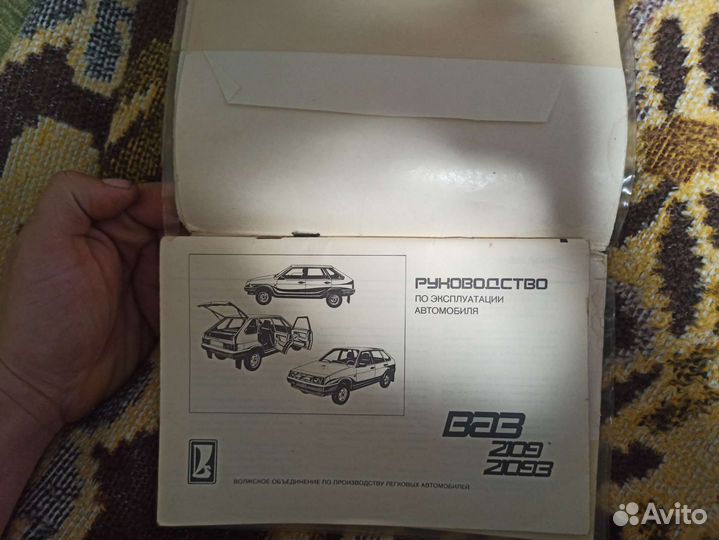 РУКОВОДСТВО
ПО ЭКСПЛУАТАЦИИ
АВТОМОБИЛЯ
ВАЗ
2109
21093
ВОЛЖСКОЕ ОБЪЕДИНЕНИЕ ПО ПРОИЗВОДСТВУ ЛЕГКОВЫХ АВТОМОБИЛЕЙ
Avito